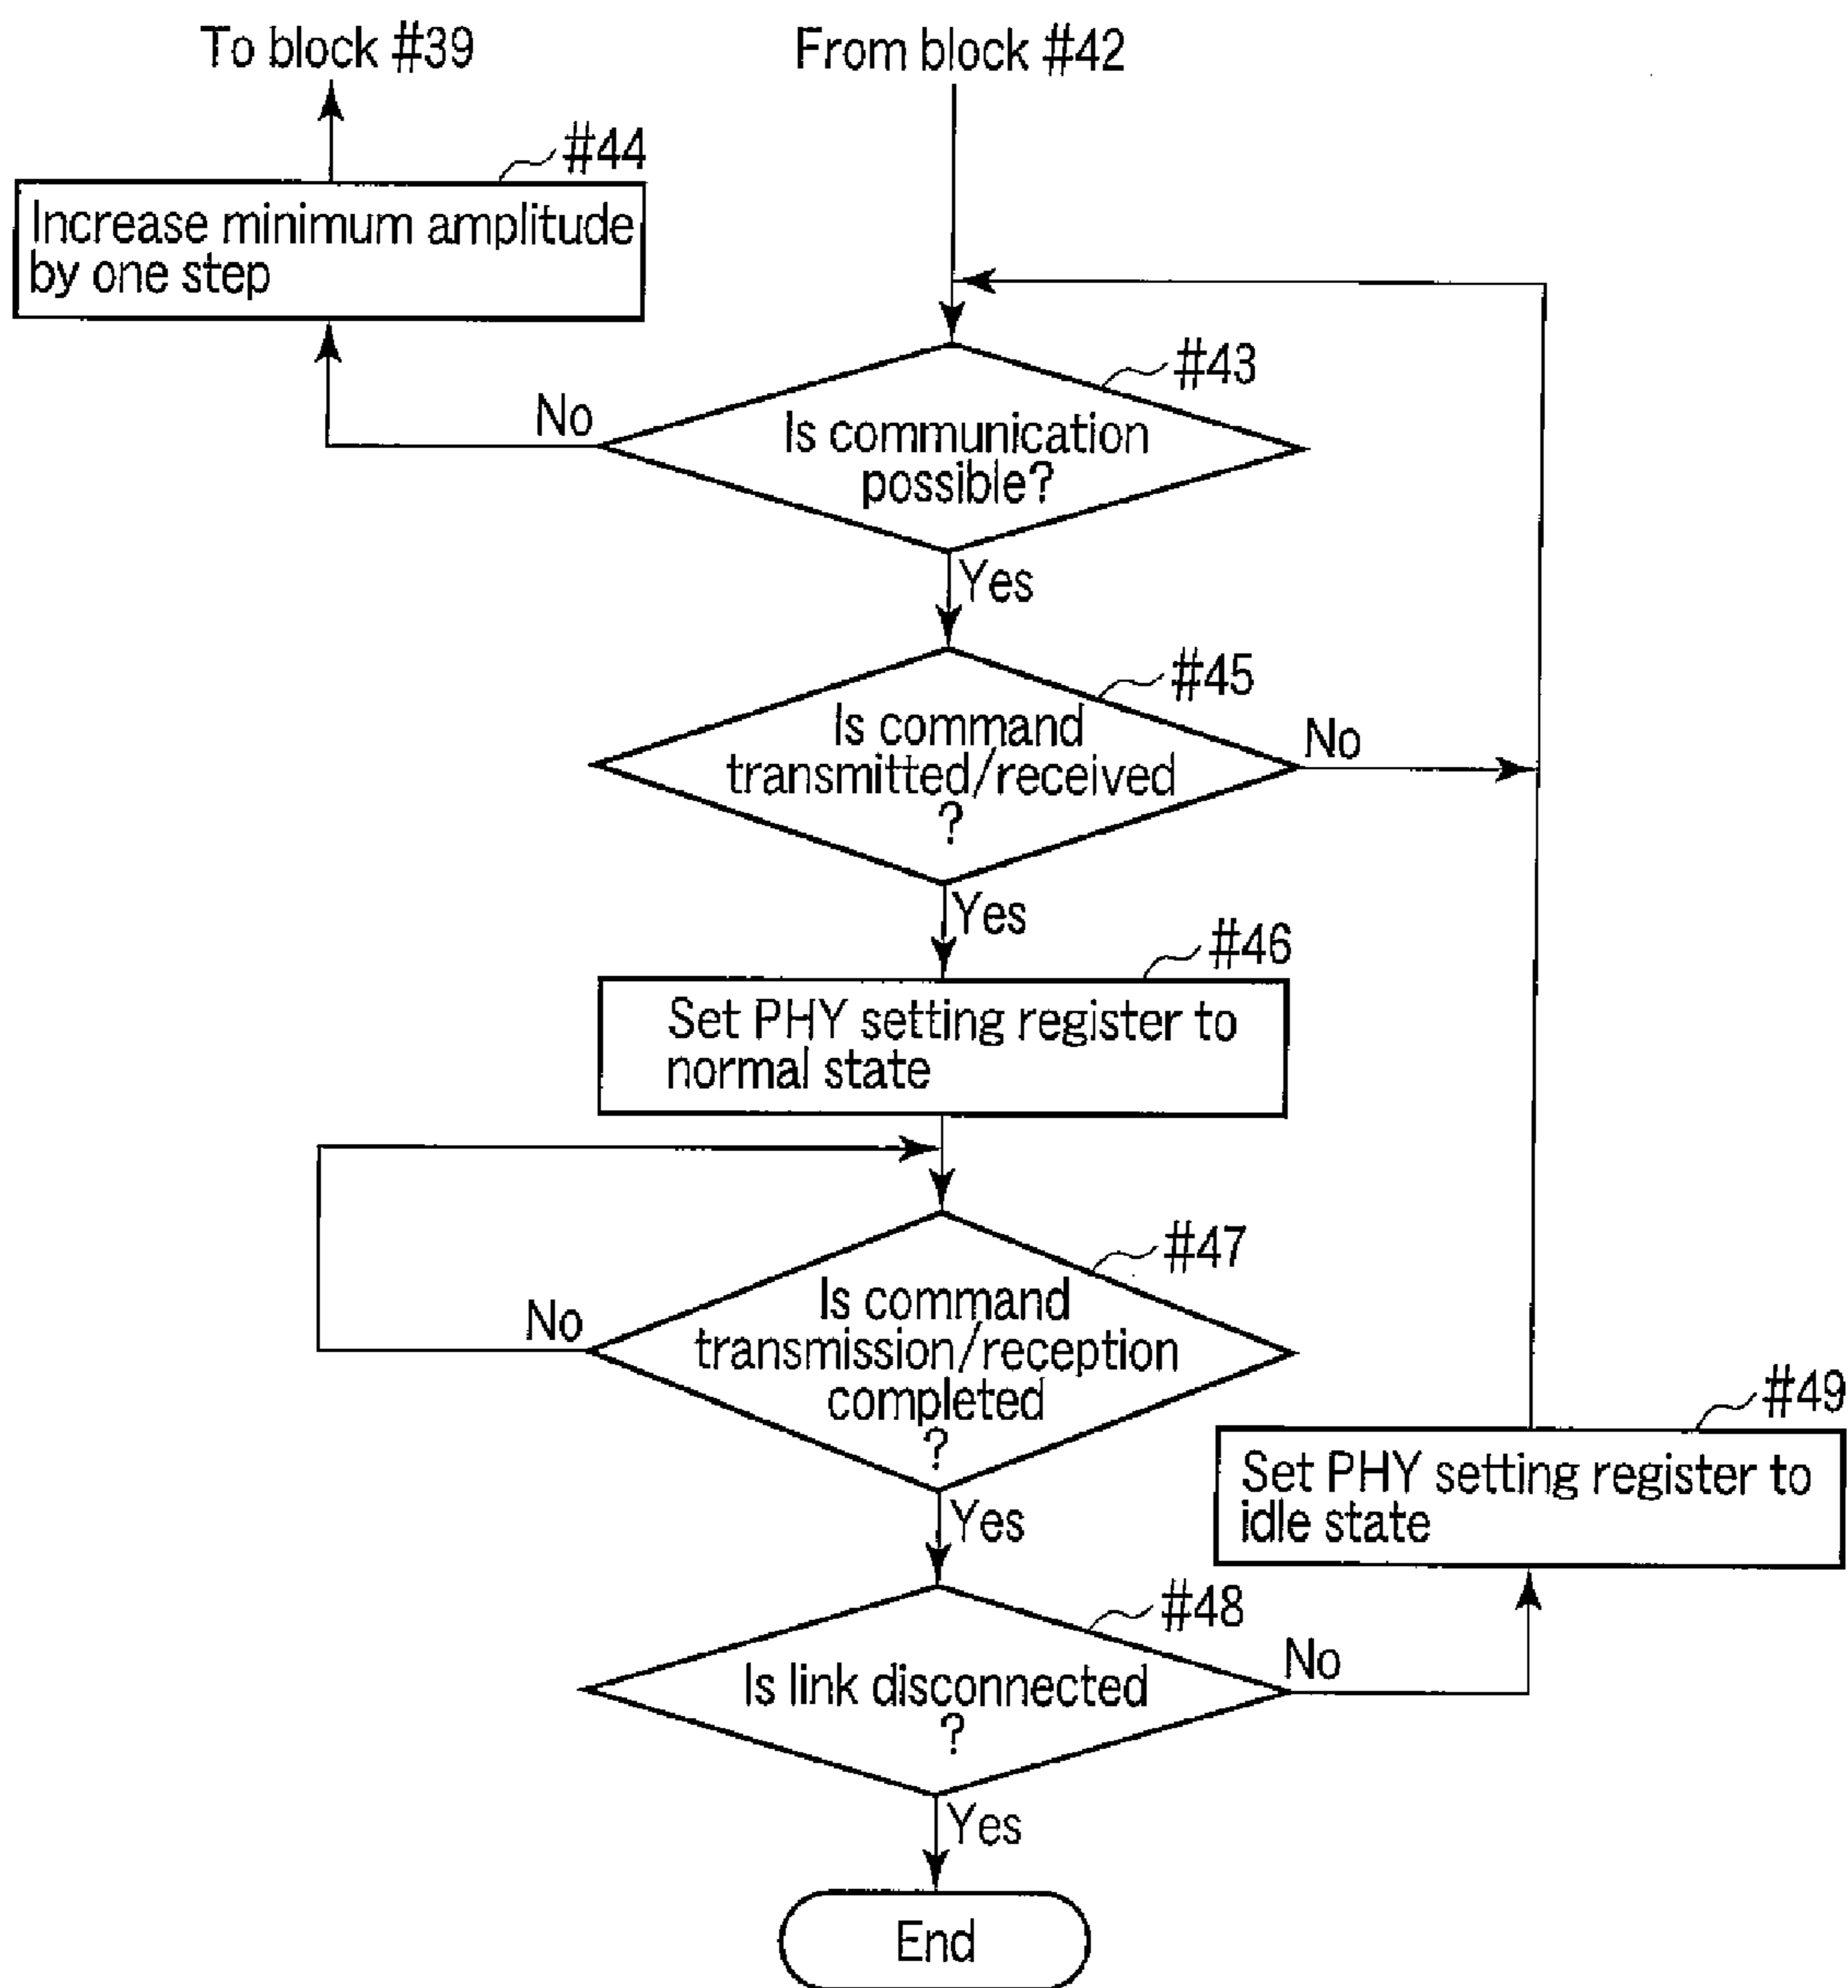 To block #39
From block #42
#44
Increase minimum amplitude
by one step
#43
No
Is communication
possible?
Yes
#45
Is command
transmitted/received
?
No
Yes
#46
Set PHY setting register to
normal state
#47
Is command
transmission/reception
completed
?
No
#49
Set PHY setting register to
idle state
Yes
#48
Is link disconnected
?
No
Yes
End